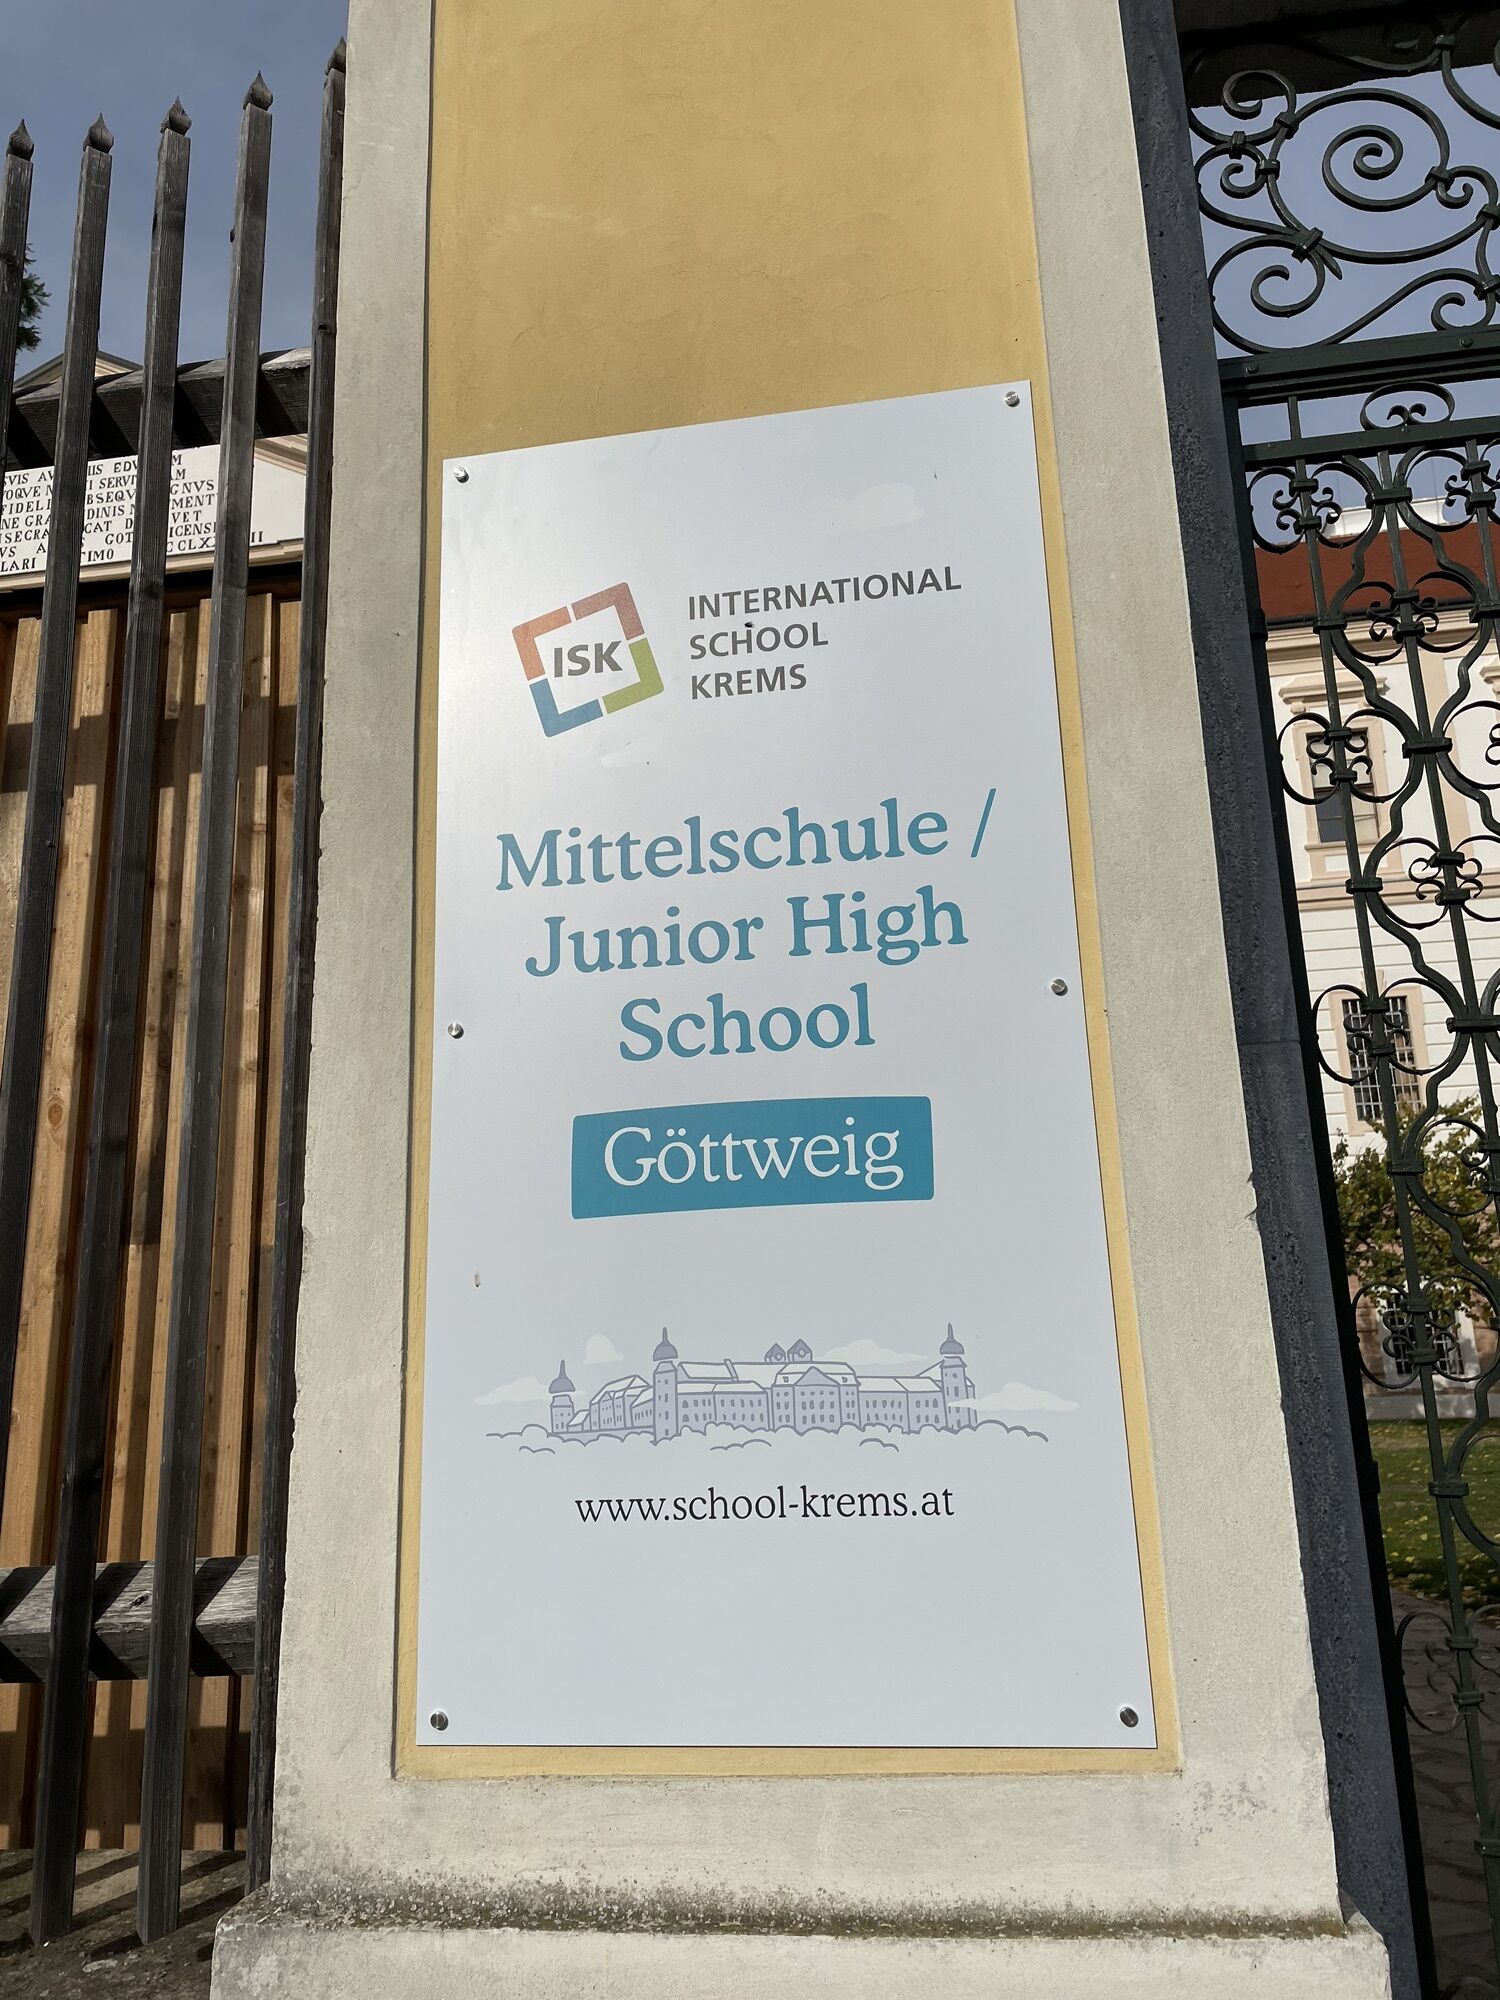 ISK
INTERNATIONAL
SCHOOL
KREMS
Mittelschule /
Junior High
School
Göttweig
www.school-krems.at